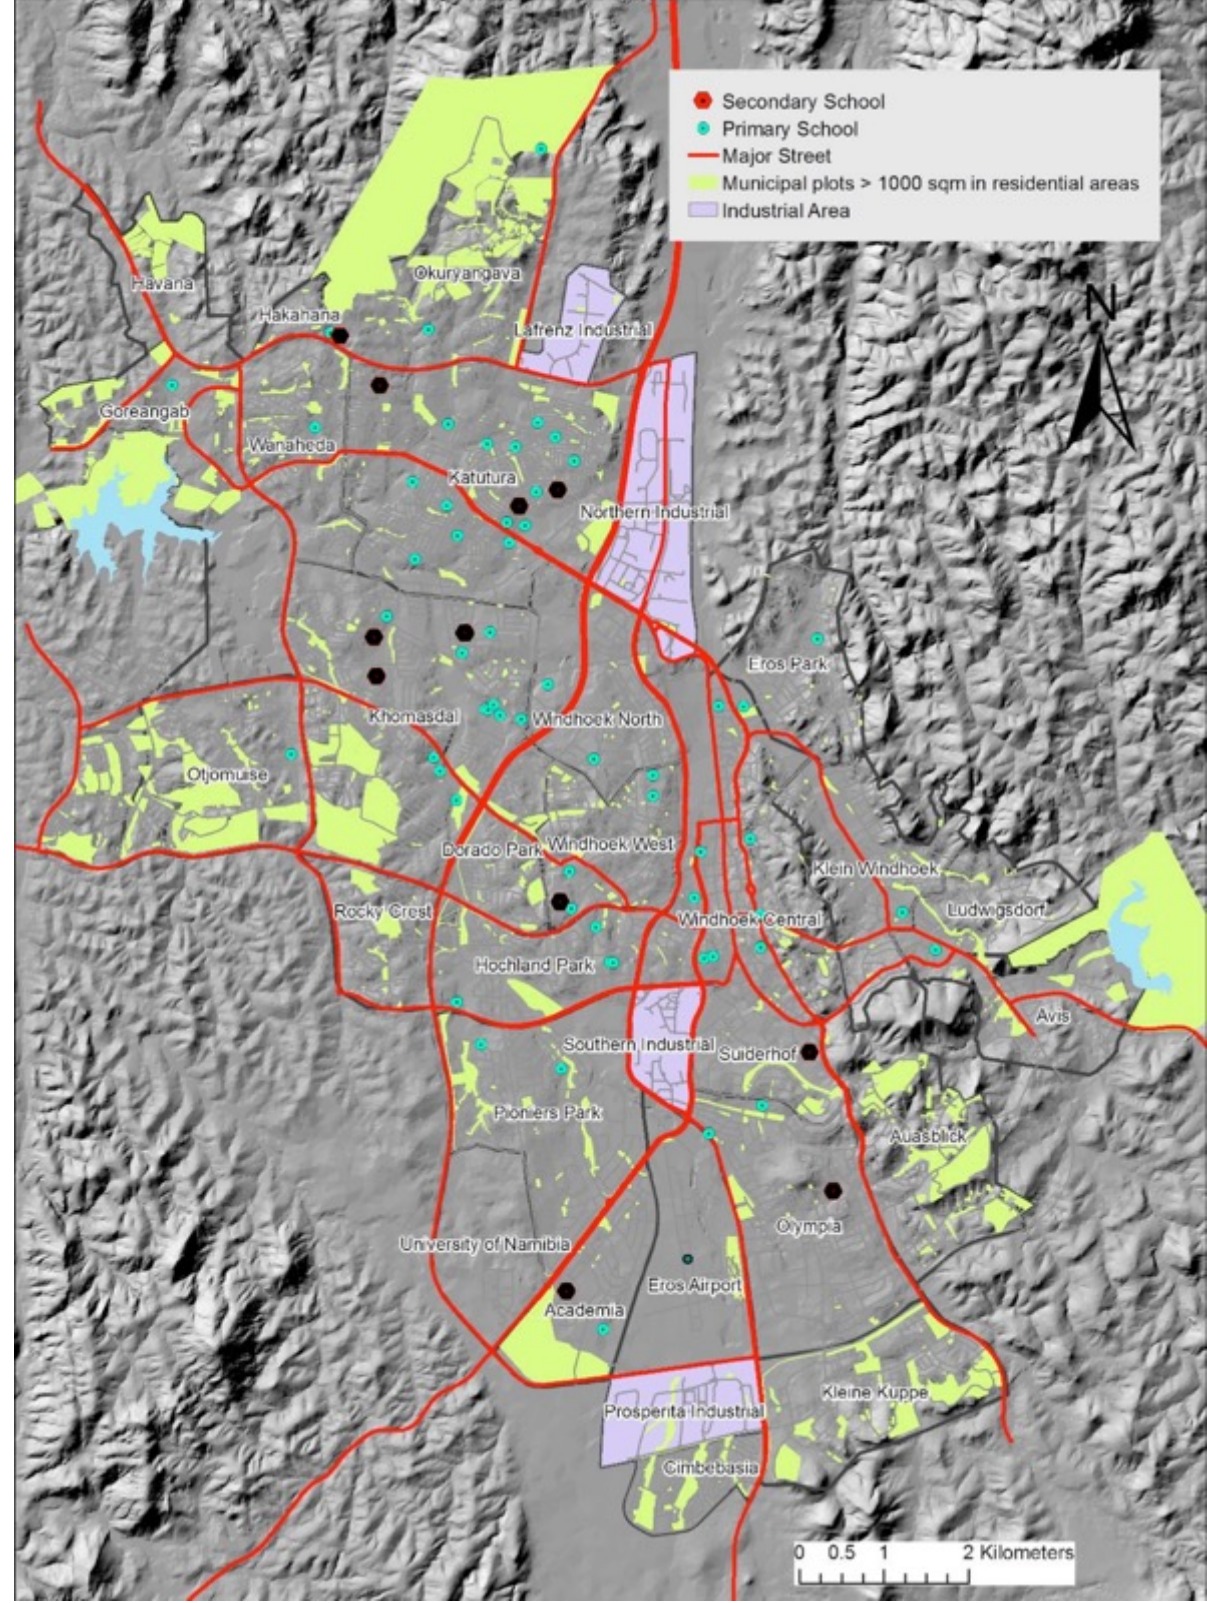 Secondary School
Primary School
Major Street
Municipal plots > 1000 sqm in residential areas
Industrial Area
Okuryangava
Havana
N
Hakahana
Lafrenz Industrial
Goreangab
Wanaheda
Katutura
Northern Industrial
Eros Park
Khomasdal
Windhoek North
Otjomuise
Dorado Park
Windhoek West
Klein Windhoek
Rocky Crest
Windhoek Central
Ludwigsdorf
Hochland Park
Avis
Southern Industrial
Suiderhof
Pioniers Park
Auasblick
Olympia
University of Namibia
Eros Airport
Academia
Kleine Kuppe
Prosperita Industrial
Cimbebasia
0 0.5 1 2 Kilometers